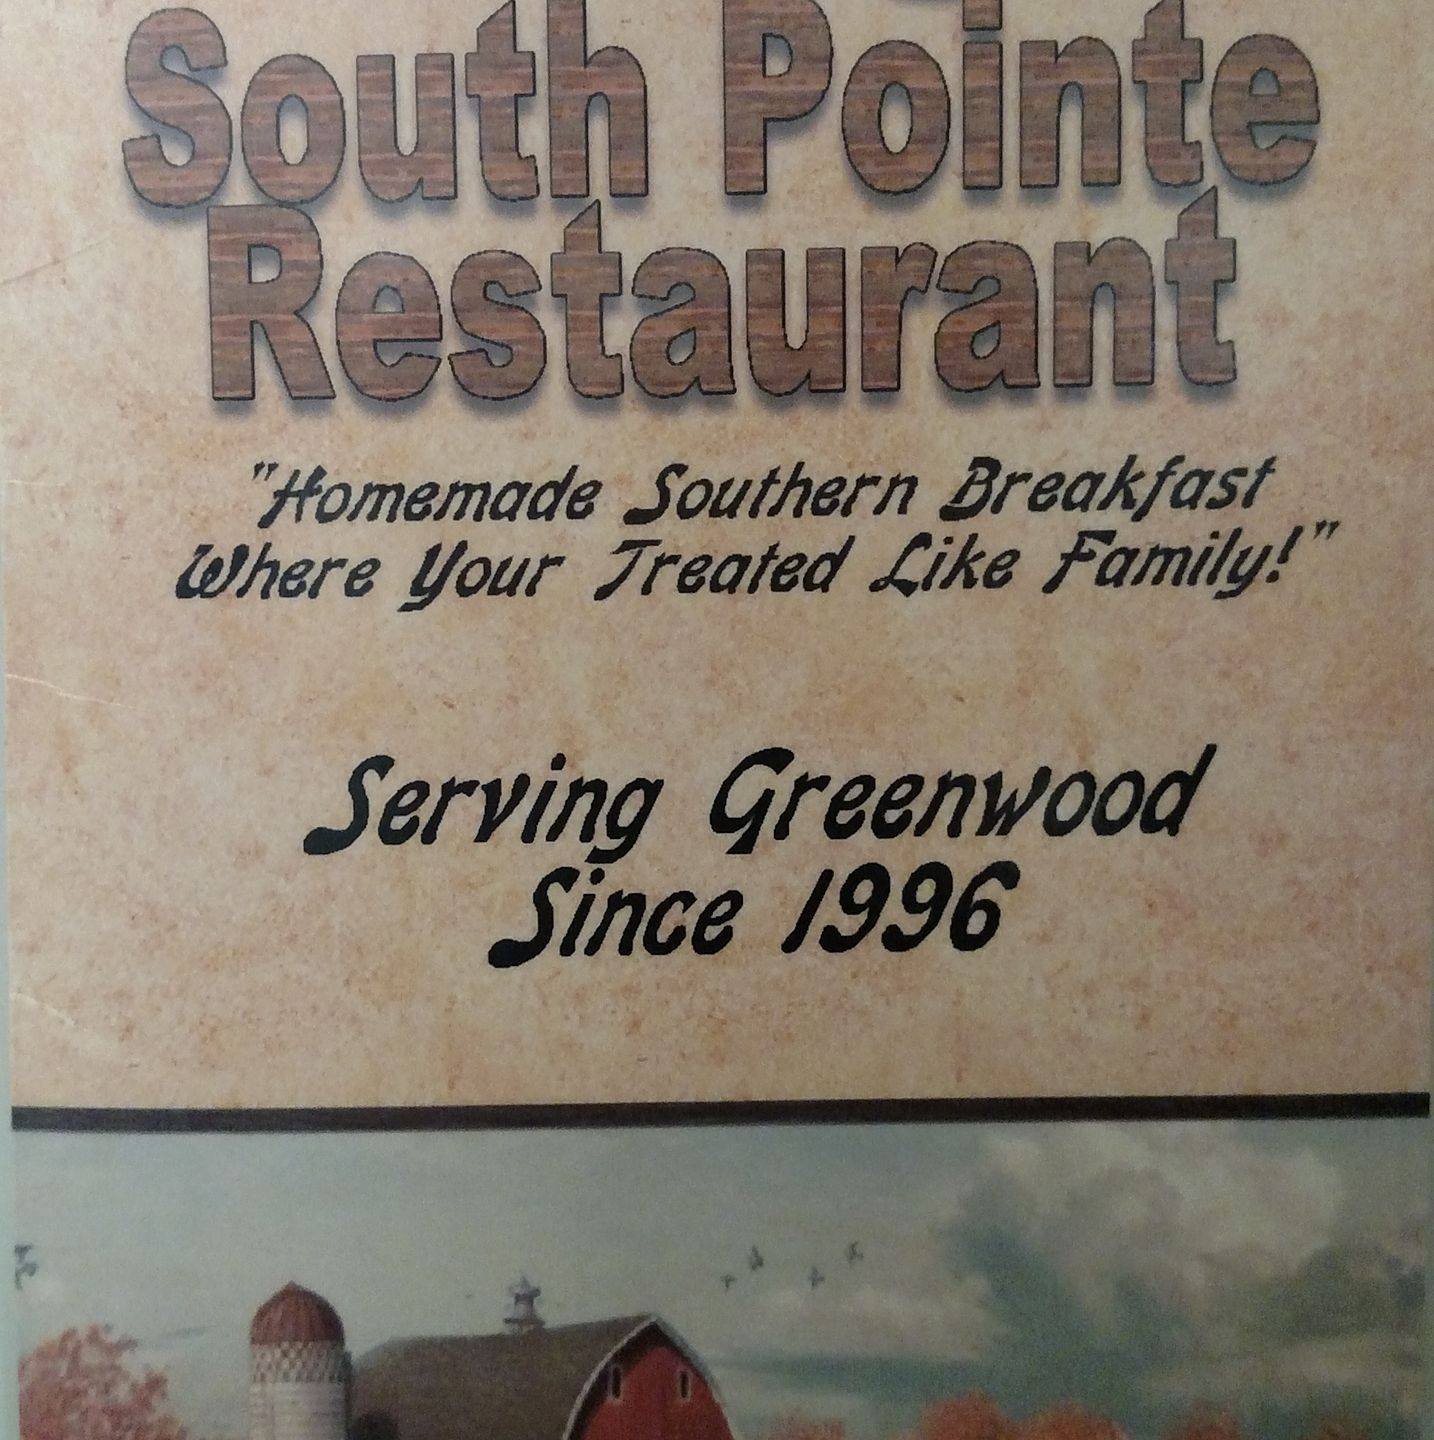 South Pointe
Restaurant
"Homemade Southern Breakfast
Where Your Treated Like Family!"
Serving Greenwood
Since 1996